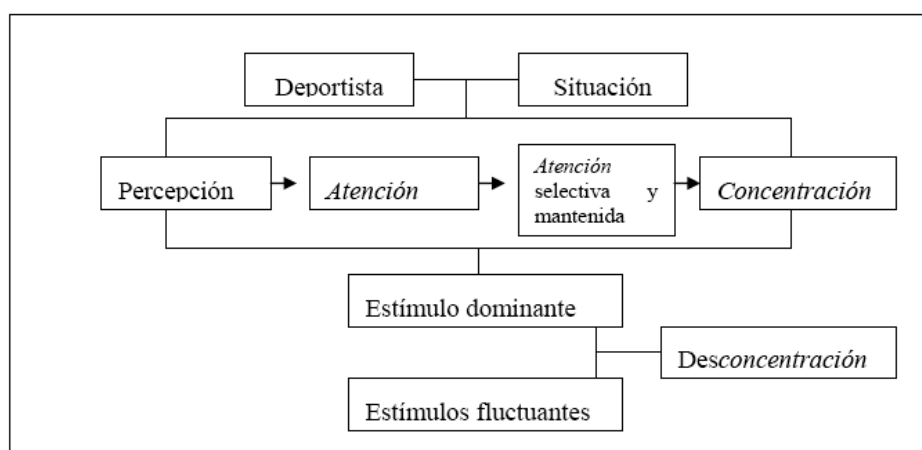 Deportista
Situación
Percepción
Atención
Atención
selectiva y
mantenida
Concentración
Estímulo dominante
Desconcentración
Estímulos fluctuantes